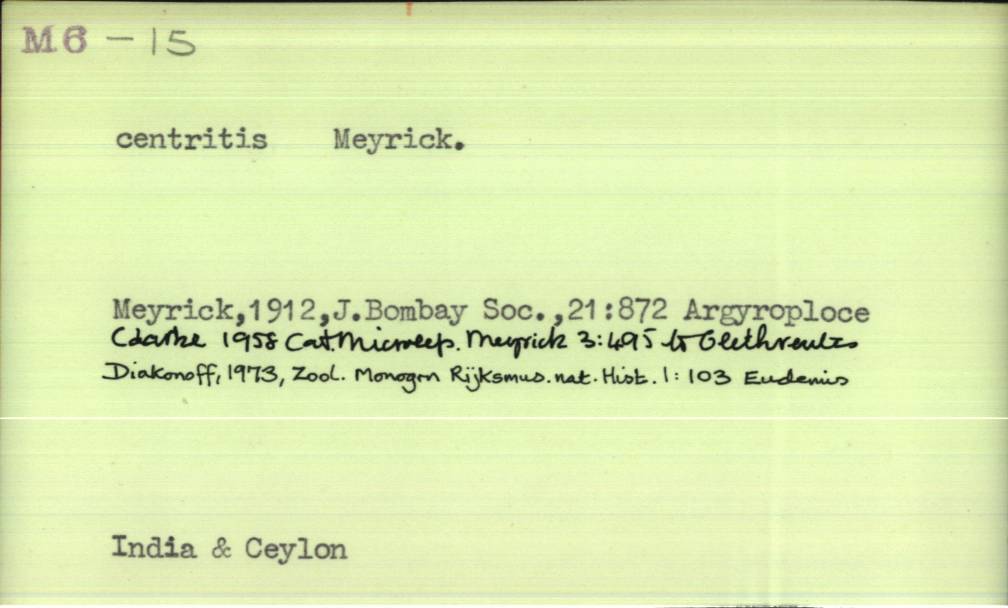 M6 - 15
centritis Meyrick.
Meyrick,1912,J.Bombay Soc.,21:872 Argyroploce
Clarke 1958 Cat. Microlep. Meyrick 3:495 to Olethreutes
Diakonoff, 1973, Zool. Monogrn Rijksmus. nat. Hist. 1: 103 Eudemis
India & Ceylon